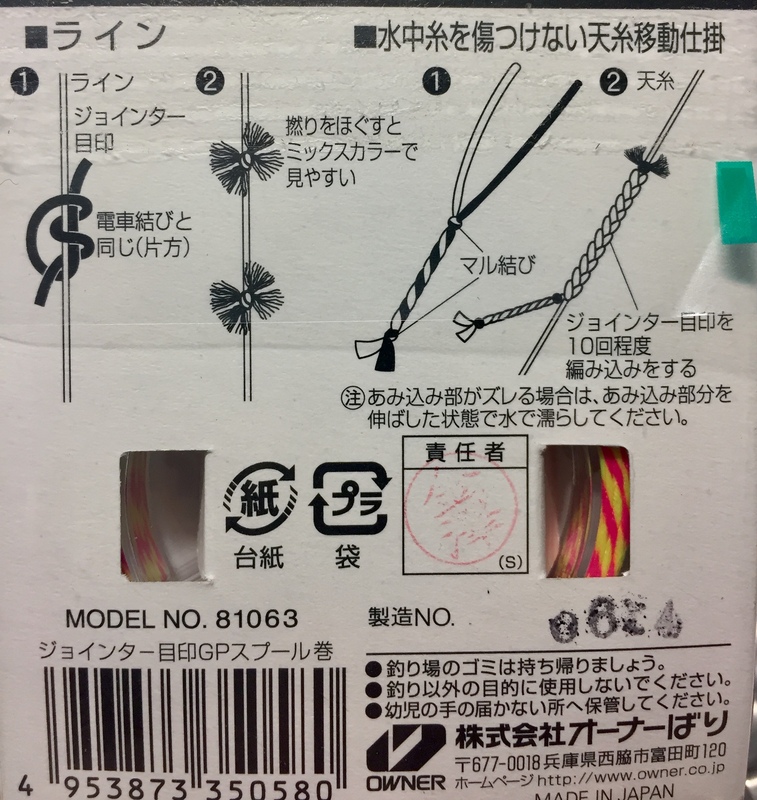 ■ライン
❶ ライン
ジョインター
目印
電車結びと
同じ(片方)
❷
撚りをほぐすと
ミックスカラーで
見やすい
■水中糸を傷つけない天糸移動仕掛
❶
マル結び
❷ 天糸
ジョインター目印を
10回程度
編み込みをする
㊟あみ込み部がズレる場合は、あみ込み部分を
伸ばした状態で水で濡らしてください。
紙
台紙
プラ
袋
責任者
(S)
MODEL NO. 81063
製造NO.
ジョインター目印GPスプール巻
4 953873 350580
●釣り場のゴミは持ち帰りましょう。
●釣り以外の目的に使用しないでください。
●幼児の手の届かない所へ保管してください。
OWNER
株式会社オーナーばり
〒677-0018兵庫県西脇市富田町120
ホームページhttp://www.owner.co.jp
MADE IN JAPAN